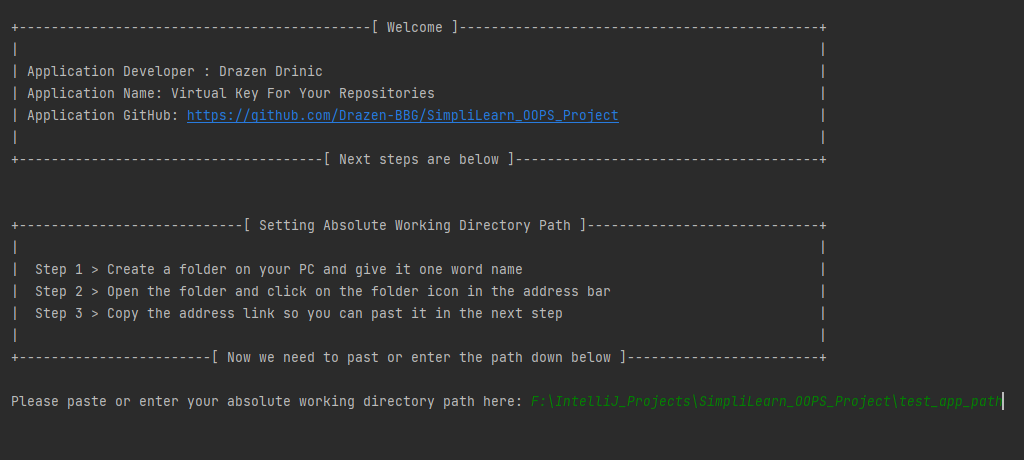 +--------------------------------------------[ Welcome ]---------------------------------------------+
|                                                                                                    |
| Application Developer : Drazen Drinic                                                              |
| Application Name: Virtual Key For Your Repositories                                                |
| Application GitHub: https://github.com/Drazen-BBG/SimpliLearn_OOPS_Project                         |
|                                                                                                    |
+--------------------------------------[ Next steps are below ]--------------------------------------+
+----------------------------[ Setting Absolute Working Directory Path ]-----------------------------+
|                                                                                                    |
|  Step 1 > Create a folder on your PC and give it one word name                                     |
|  Step 2 > Open the folder and click on the folder icon in the address bar                          |
|  Step 3 > Copy the address link so you can past it in the next step                                |
|                                                                                                    |
+------------------------[ Now we need to past or enter the path down below ]------------------------+
Please paste or enter your absolute working directory path here: F:\IntelliJ_Projects\SimpliLearn_OOPS_Project\test_app_path